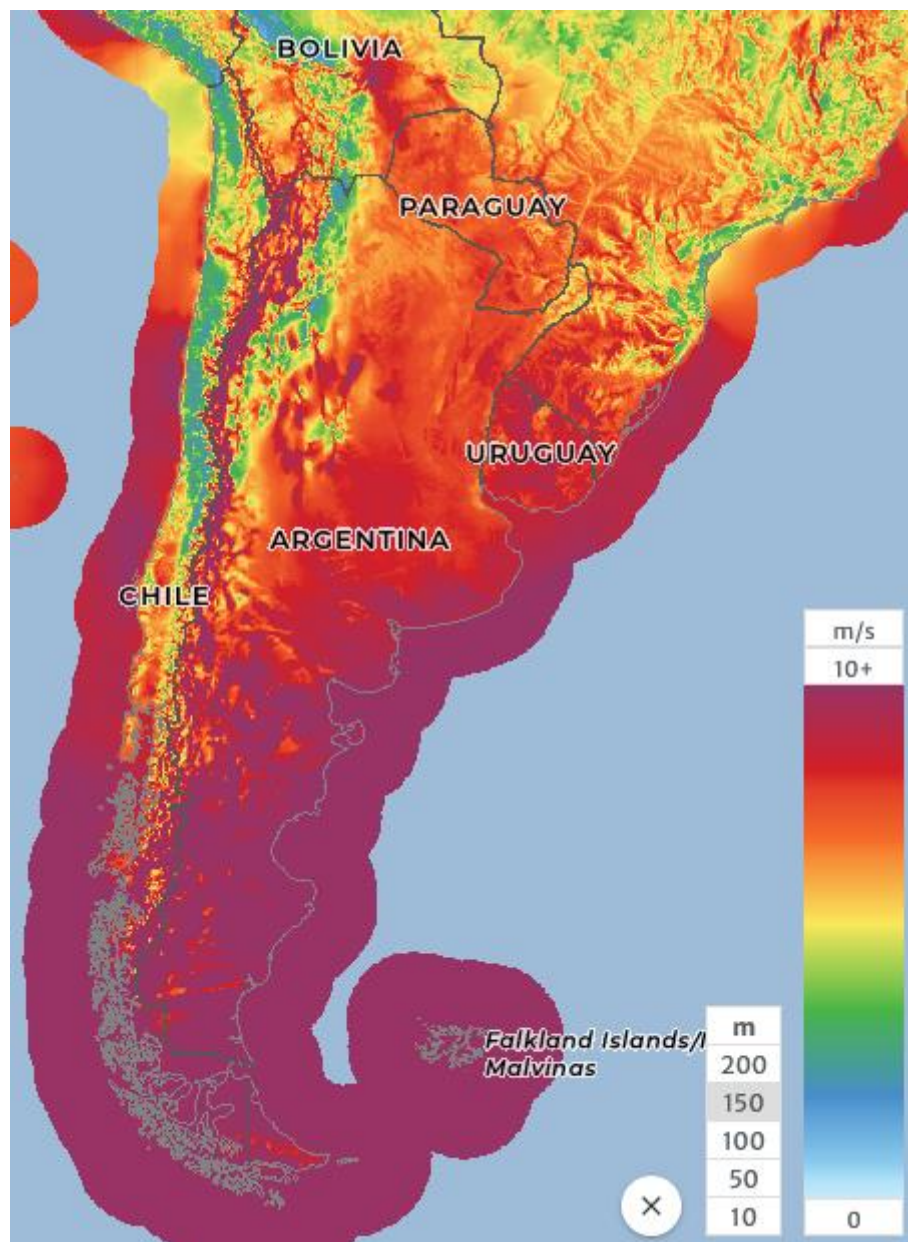 BOLIVIA
PARAGUAY
URUGUAY
ARGENTINA
CHILE
Falkland Islands/
Malvinas
m/s
10+
0
m
200
150
100
50
10